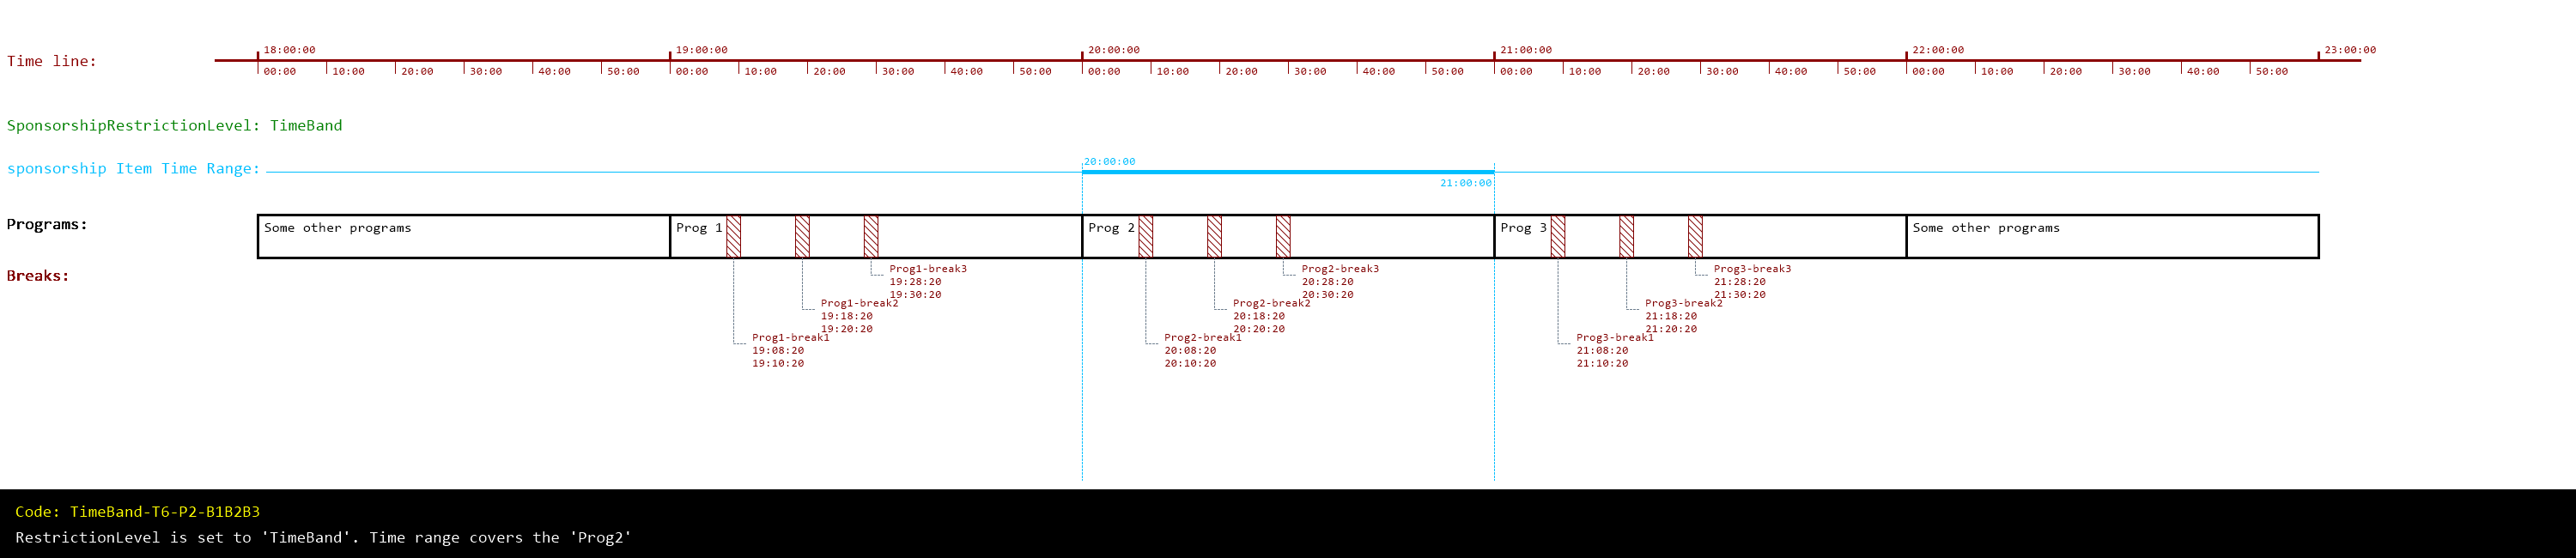 Time line:
18:00:00 19:00:00 20:00:00 21:00:00 22:00:00 23:00:00
00:00 10:00 20:00 30:00 40:00 50:00 00:00 10:00 20:00 30:00 40:00 50:00 00:00 10:00 20:00 30:00 40:00 50:00 00:00 10:00 20:00 30:00 40:00 50:00 00:00 10:00 20:00 30:00 40:00 50:00
SponsorshipRestrictionLevel: TimeBand
sponsorship Item Time Range:
20:00:00
21:00:00
Programs:
Some other programs
Prog 1
Prog 2
Prog 3
Some other programs
Breaks:
Prog1-break3
19:28:20
19:30:20
Prog1-break2
19:18:20
19:20:20
Prog1-break1
19:08:20
19:10:20
Prog2-break3
20:28:20
20:30:20
Prog2-break2
20:18:20
20:20:20
Prog2-break1
20:08:20
20:10:20
Prog3-break3
21:28:20
21:30:20
Prog3-break2
21:18:20
21:20:20
Prog3-break1
21:08:20
21:10:20
Code: TimeBand-T6-P2-B1B2B3
RestrictionLevel is set to 'TimeBand'. Time range covers the 'Prog2'